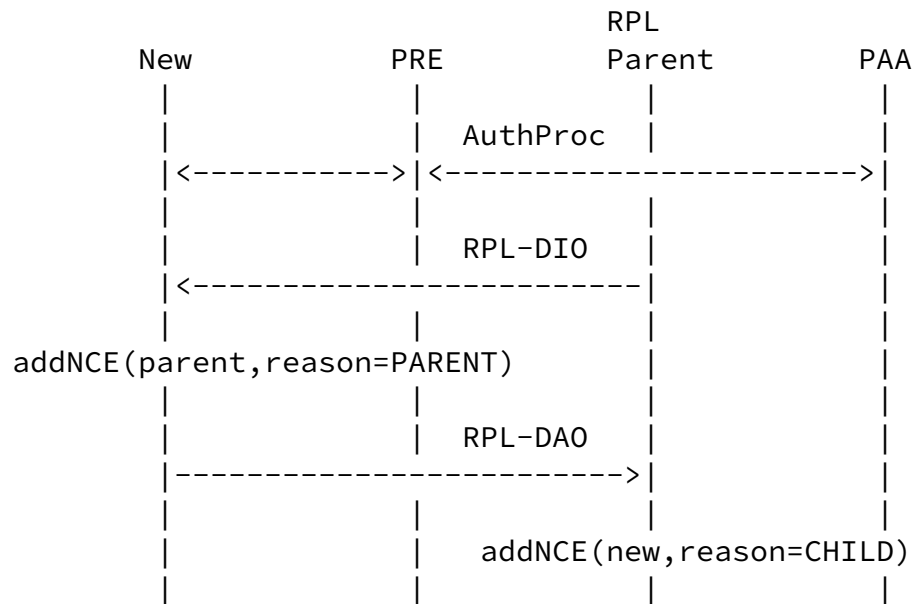 RPL
New PRE Parent PAA
AuthProc
|<----------->|<----------------------->|
RPL-DIO
|<-------------------------|
addNCE(parent,reason=PARENT)
RPL-DAO
|------------------------->|
addNCE(new,reason=CHILD)